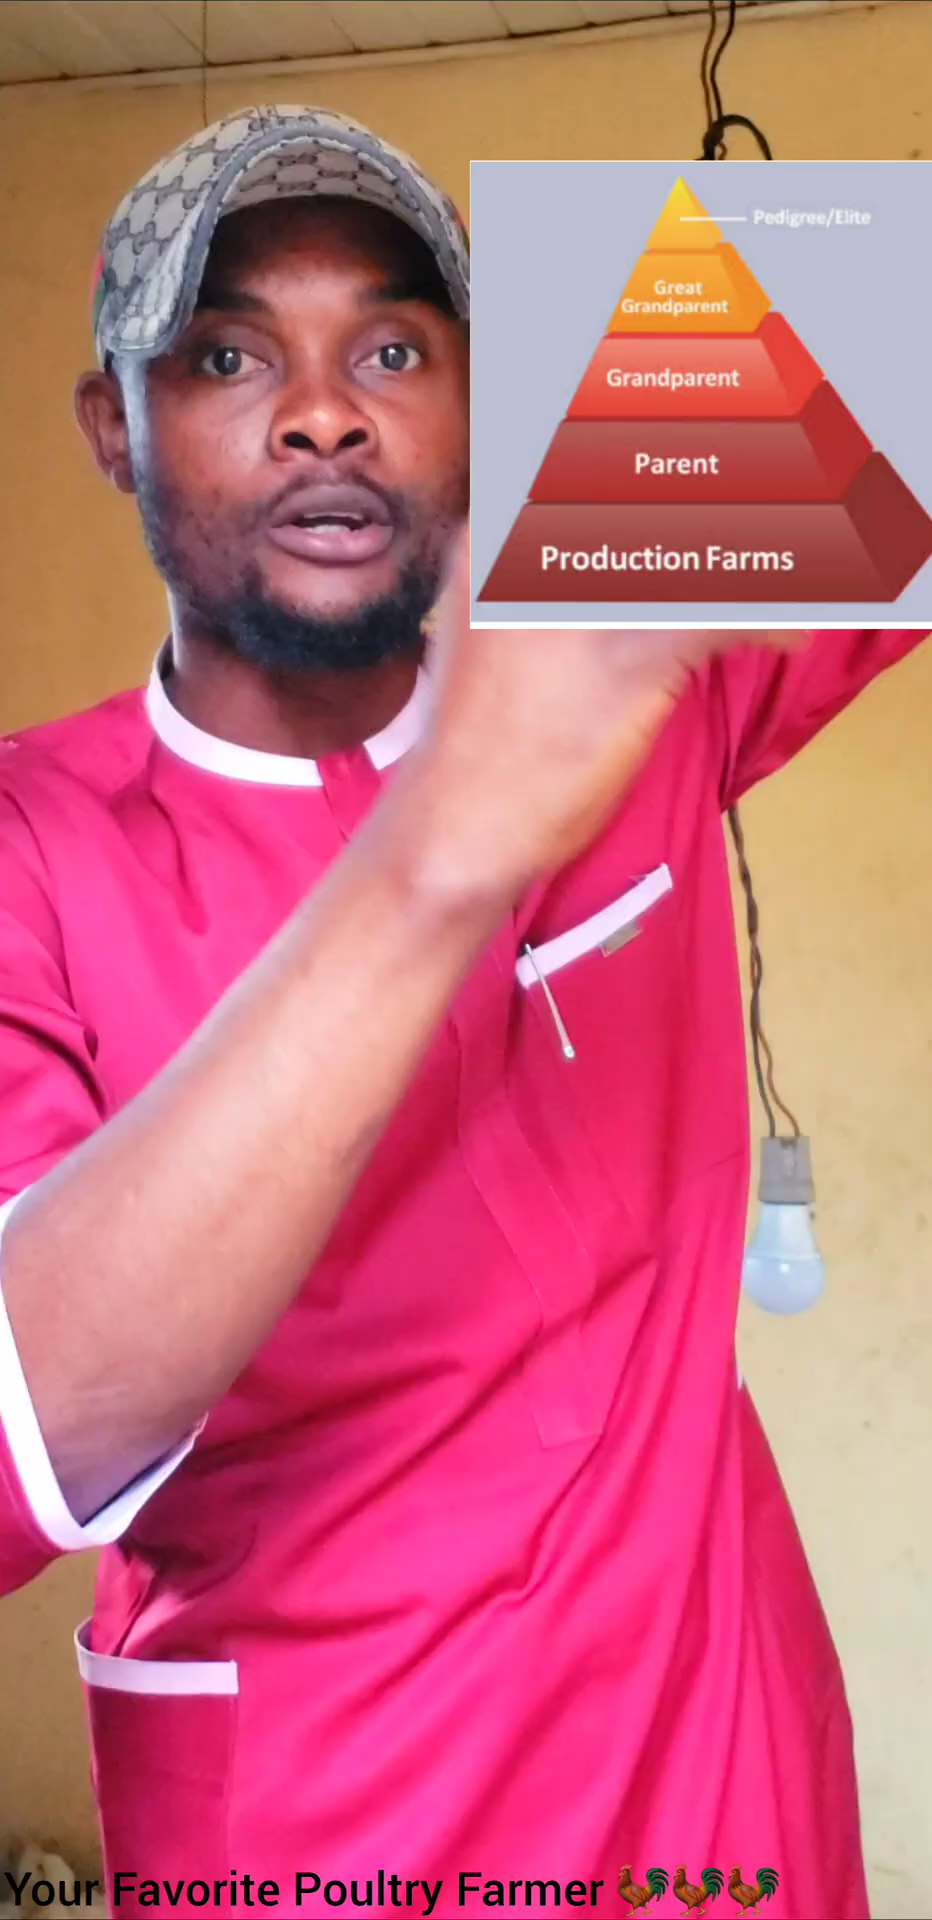 Pedigree/Elite
Great
Grandparent
Grandparent
Parent
Production Farms
Your Favorite Poultry Farmer 🐓🐓🐓